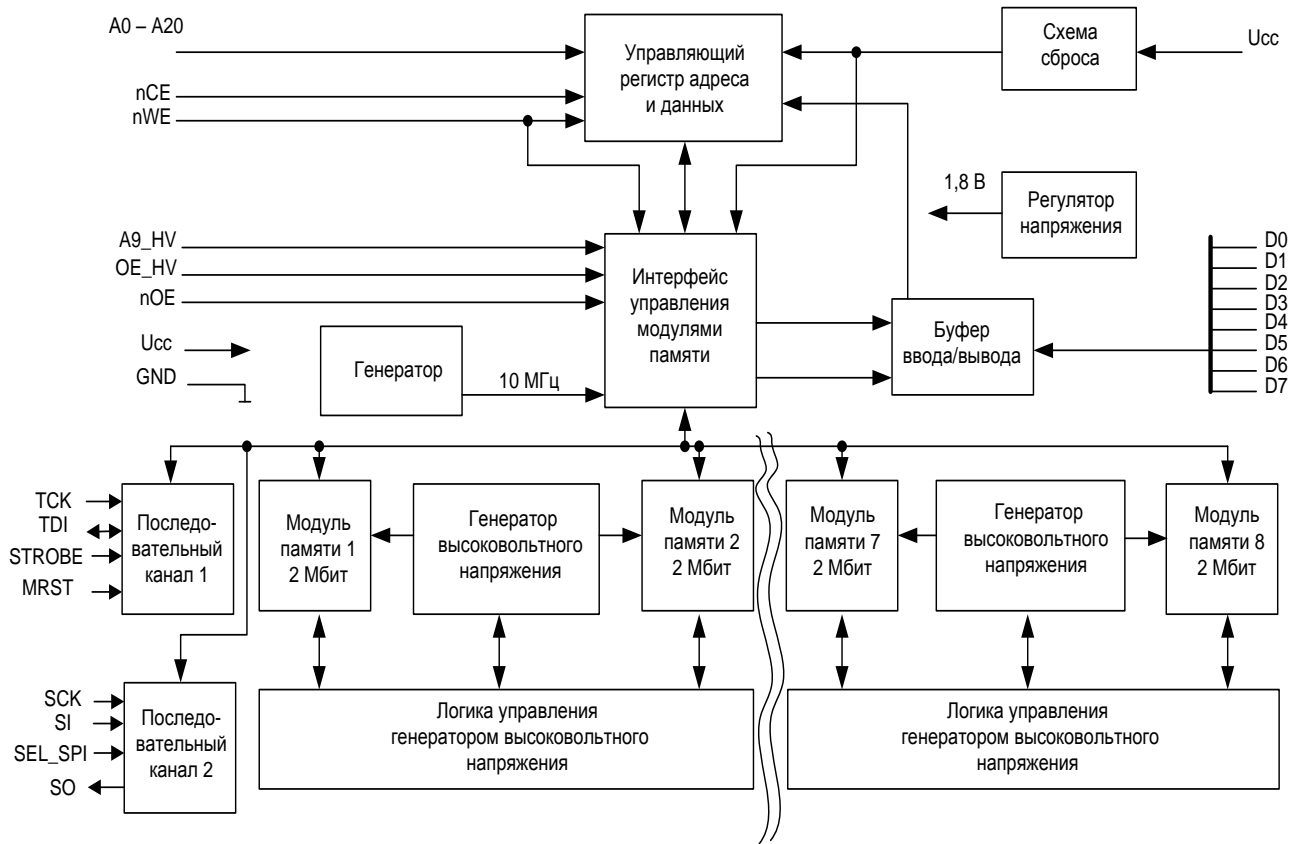 A0 – A20
nCE
nWE
Управляющий
регистр адреса
и данных
Схема
сброса
Ucc
1,8 В
Регулятор
напряжения
A9_HV
OE_HV
nOE
Ucc
GND
Генератор
10 МГц
Интерфейс
управления
модулями
памяти
Буфер
ввода/вывода
D0
D1
D2
D3
D4
D5
D6
D7
TCK
TDI
STROBE
MRST
Последо-
вательный
канал 1
Модуль
памяти 1
2 Мбит
Генератор
высоковольтного
напряжения
Модуль
памяти 2
2 Мбит
Модуль
памяти 7
2 Мбит
Генератор
высоковольтного
напряжения
Модуль
памяти 8
2 Мбит
SCK
SI
SEL_SPI
SO
Последо-
вательный
канал 2
Логика управления
генератором высоковольтного
напряжения
Логика управления
генератором высоковольтного
напряжения